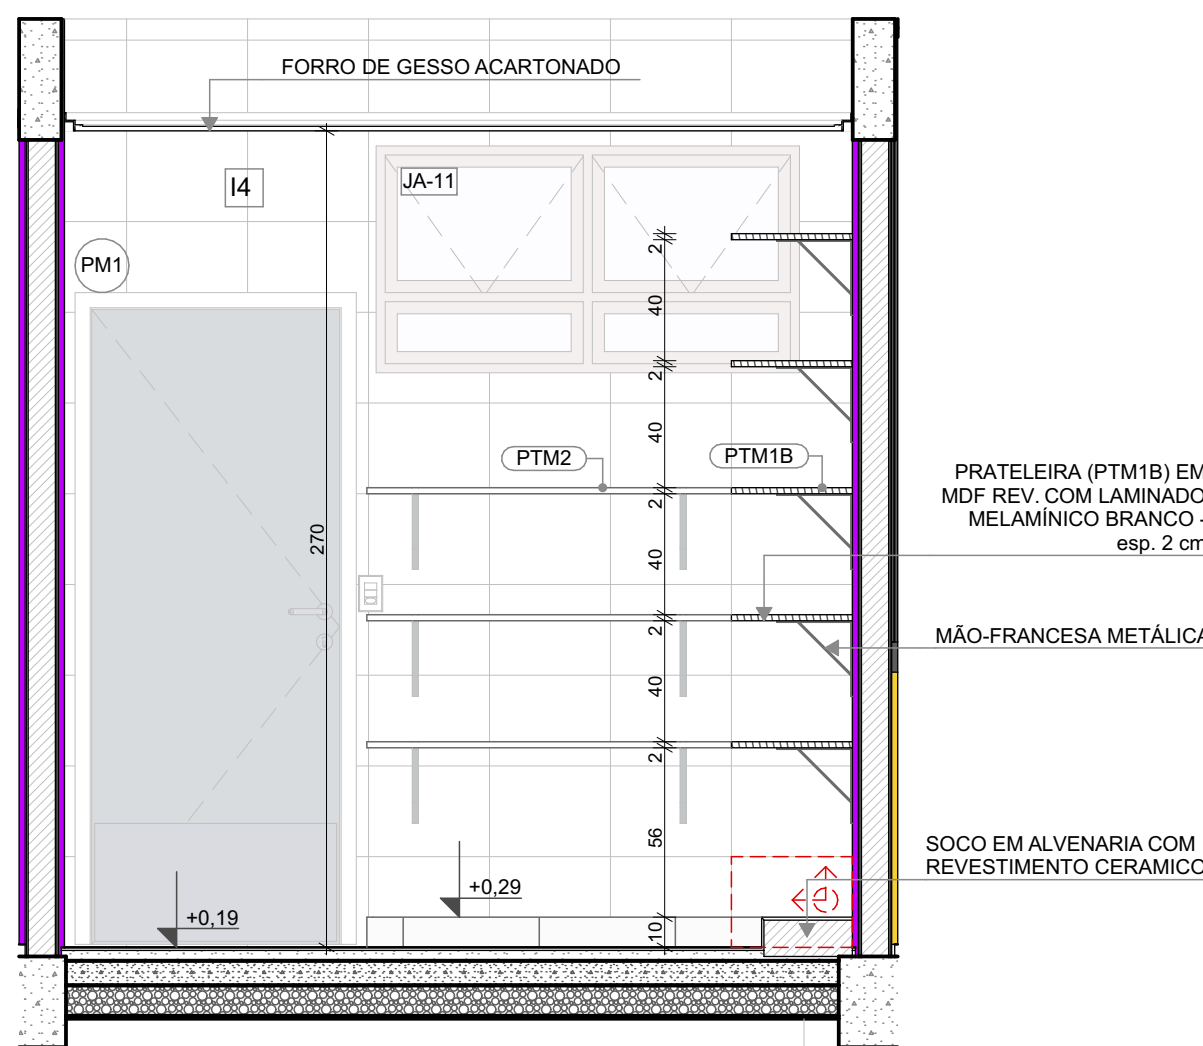 FORRO DE GESSO ACARTONADO
I4
JA-11
PM1
2
40
2
40
PTM2
PTM1B
PRATELEIRA (PTM1B) EM
MDF REV. COM LAMINADO
MELAMÍNICO BRANCO -
esp. 2 cm
2
270
40
2
MÃO-FRANCESA METÁLICA
40
2
56
SOCO EM ALVENARIA COM
REVESTIMENTO CERAMICO
+0,29
+0,19
10